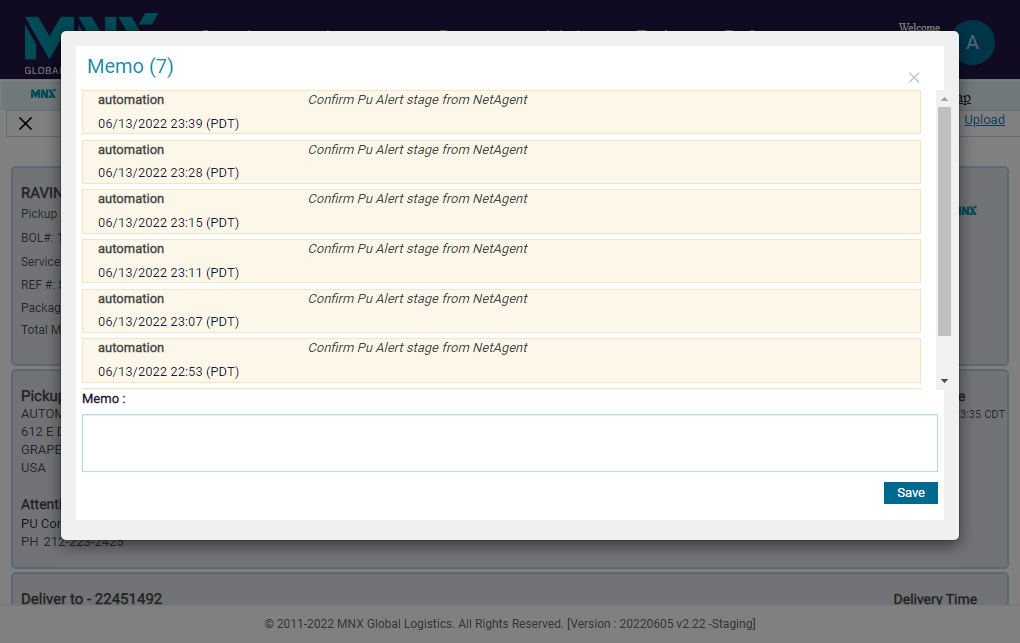 MNX
GLOBAL
Welcome
A
MNX
Upload
Memo (7)
automation
Confirm Pu Alert stage from NetAgent
06/13/2022 23:39 (PDT)
automation
Confirm Pu Alert stage from NetAgent
06/13/2022 23:28 (PDT)
automation
Confirm Pu Alert stage from NetAgent
06/13/2022 23:15 (PDT)
automation
Confirm Pu Alert stage from NetAgent
06/13/2022 23:11 (PDT)
automation
Confirm Pu Alert stage from NetAgent
06/13/2022 23:07 (PDT)
automation
Confirm Pu Alert stage from NetAgent
06/13/2022 22:53 (PDT)
Memo :
Save
RAVIN
Pickup
BOL#: 1
Service
REF #:
Packag
Total M
Pickup
AUTOM
612 E D
GRAPE
USA
3:35 CDT
Attenti
PU Con
PH 212-223-2425
Deliver to - 22451492
Delivery Time
© 2011-2022 MNX Global Logistics. All Rights Reserved. [Version : 20220605 v2.22 -Staging]